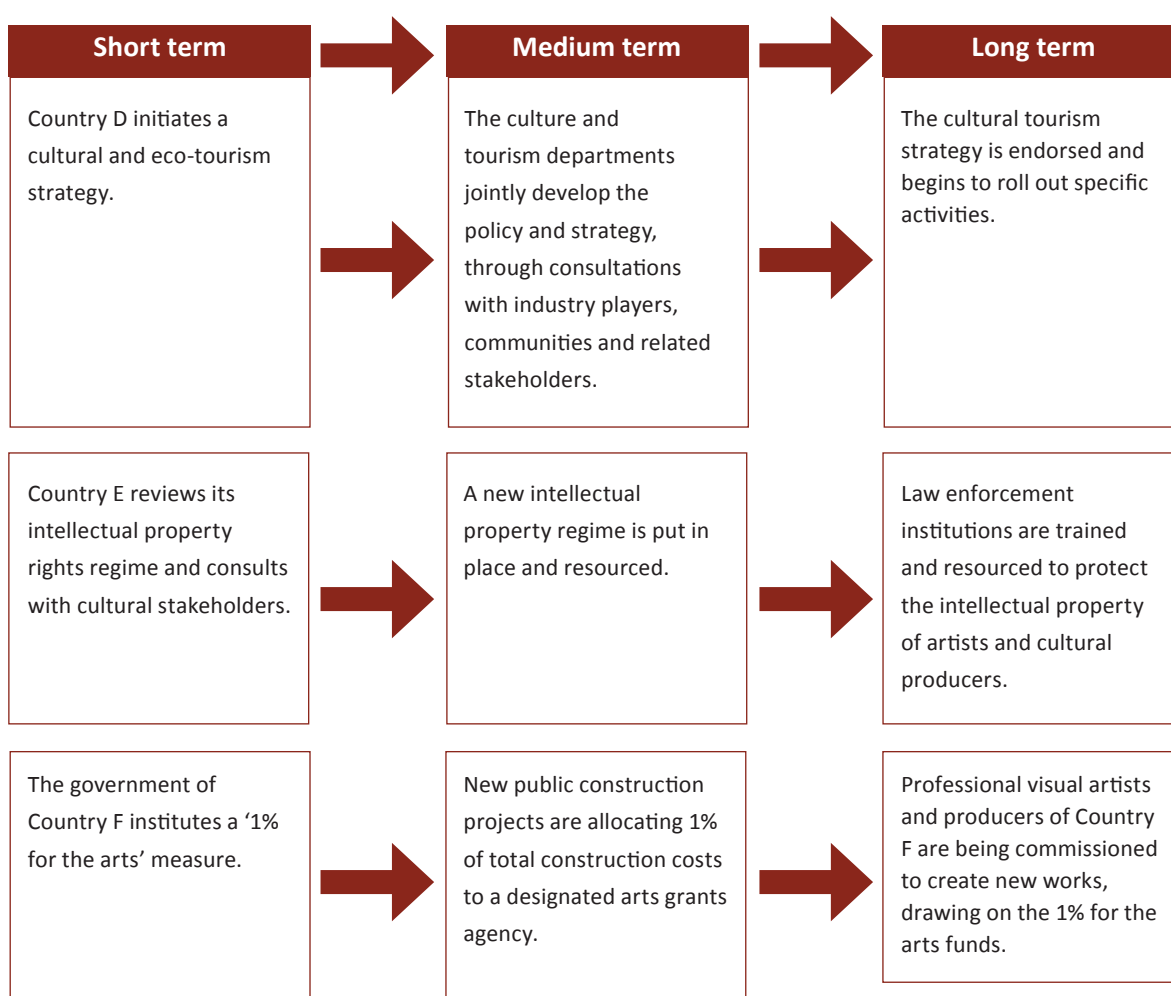 Short term
Medium term
Long term
Country D initiates a
cultural and eco-tourism
strategy.
The culture and
tourism departments
jointly develop the
policy and strategy,
through consultations
with industry players,
communities and related
stakeholders.
The cultural tourism
strategy is endorsed and
begins to roll out specific
activities.
Country E reviews its
intellectual property
rights regime and consults
with cultural stakeholders.
A new intellectual
property regime is put in
place and resourced.
Law enforcement
institutions are trained
and resourced to protect
the intellectual property
of artists and cultural
producers.
The government of
Country F institutes a ‘1%
for the arts’ measure.
New public construction
projects are allocating 1%
of total construction costs
to a designated arts grants
agency.
Professional visual artists
and producers of Country
F are being commissioned
to create new works,
drawing on the 1% for the
arts funds.